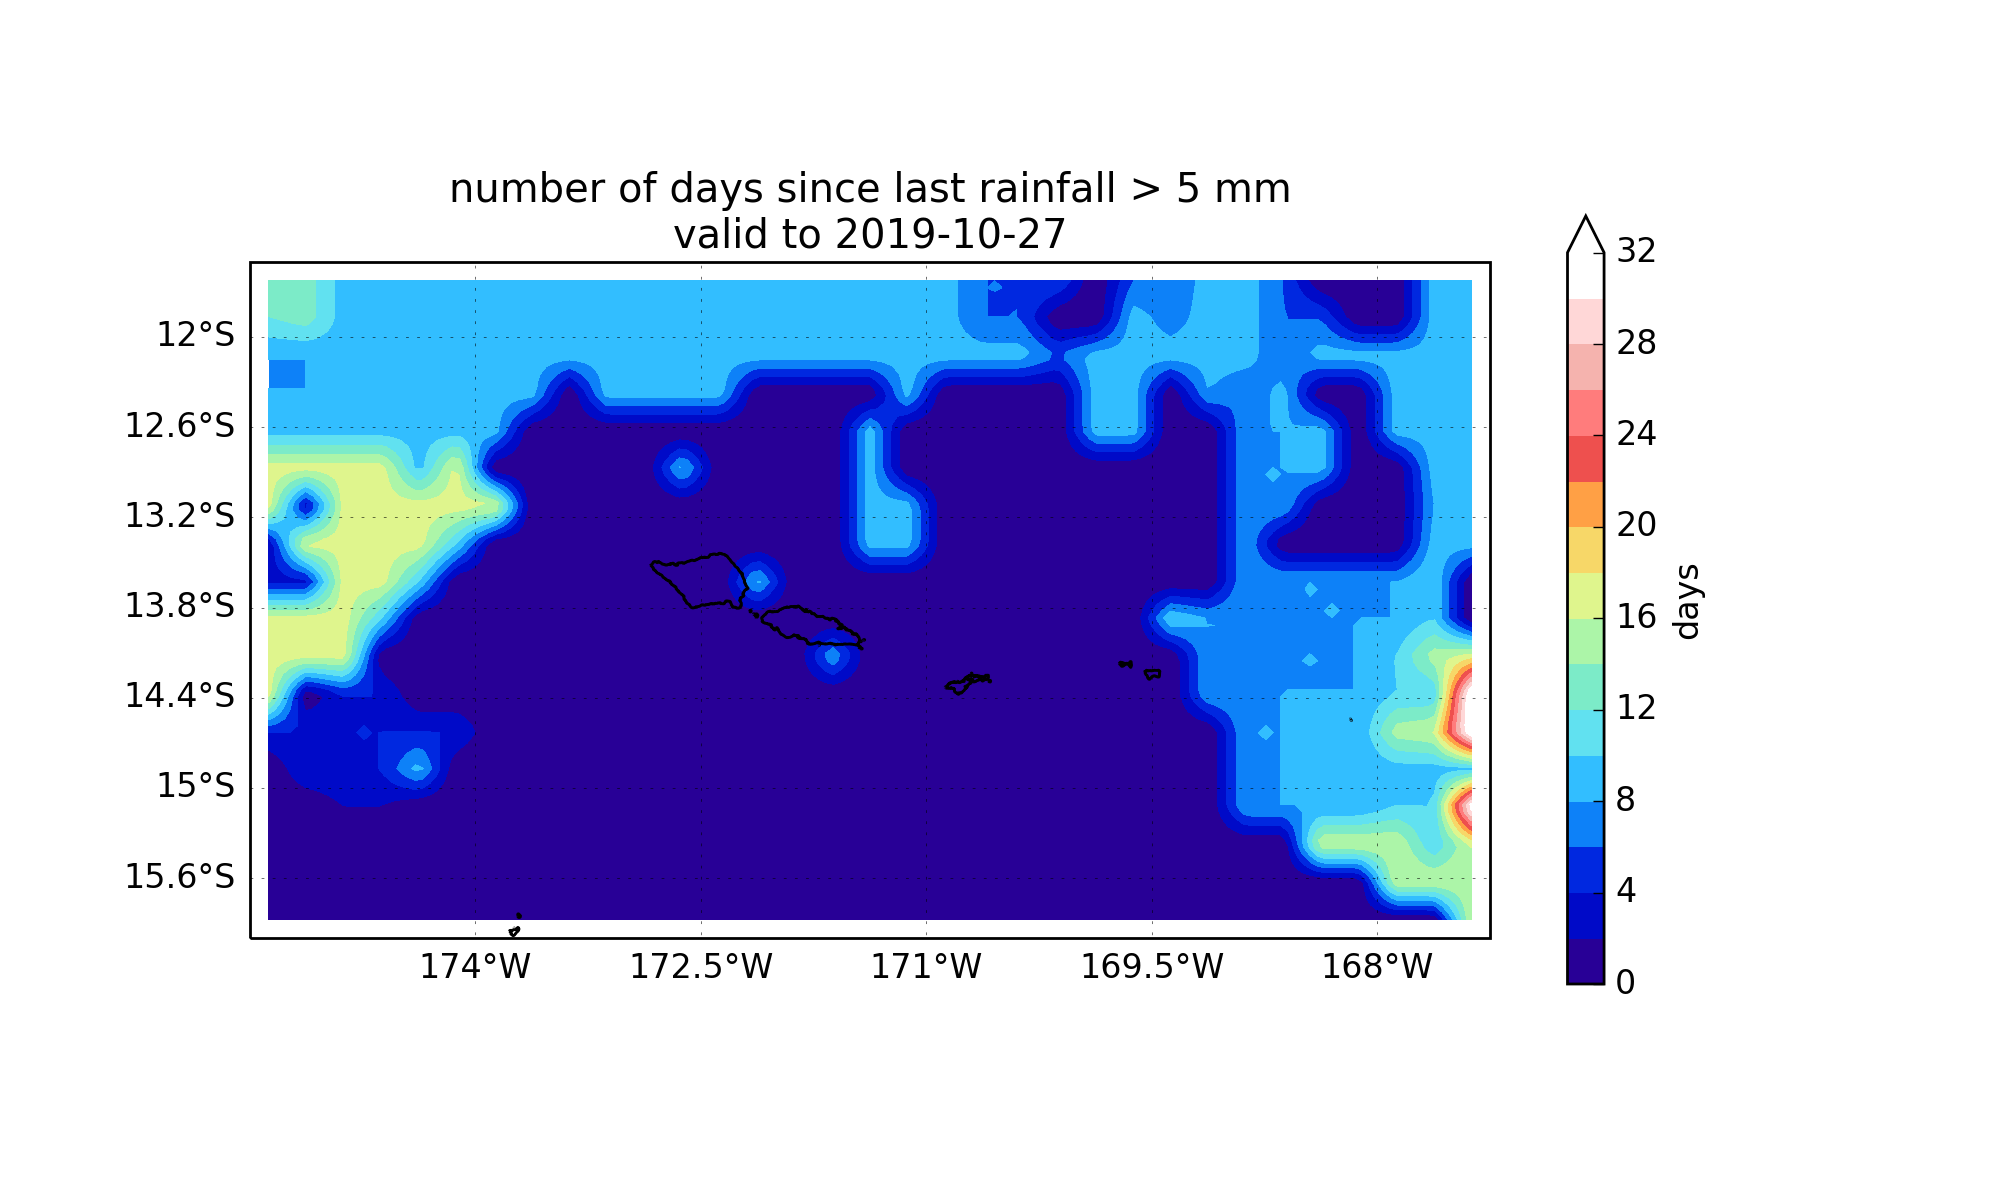 number of days since last rainfall > 5 mm
valid to 2019-10-27
12°S
12.6°S
13.2°S
13.8°S
14.4°S
15°S
15.6°S
174°W
172.5°W
171°W
169.5°W
168°W
32
28
24
20
16
12
8
4
0
days